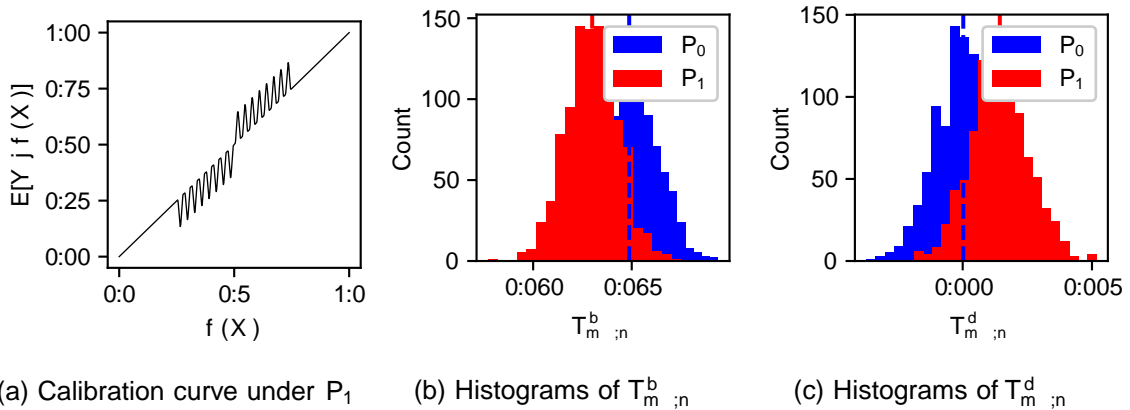 1:00
0:75
0:50
0:25
0:00
E[Y j f (X)]
0:0 0:5 1:0
f (X)
150
100
50
0
Count
P0
P1
0:060 0:065
T^b_m ;n
150
100
50
0
Count
P0
P1
0:000 0:005
T^d_m ;n
(a) Calibration curve under P1
(b) Histograms of T^b_m ;n
(c) Histograms of T^d_m ;n